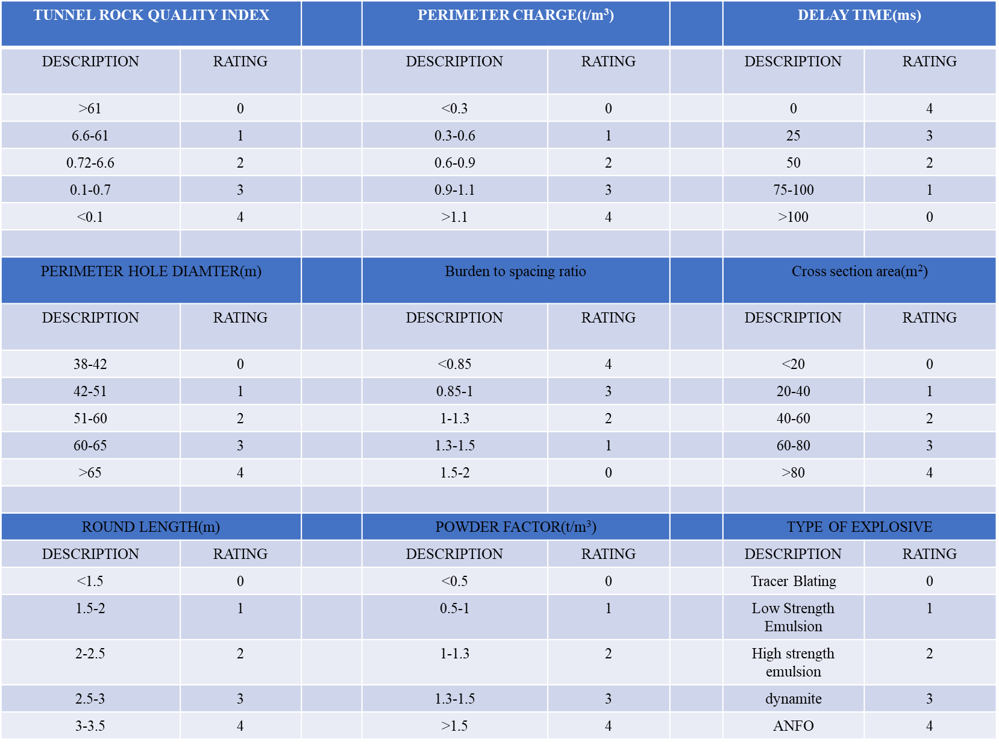 TUNNEL ROCK QUALITY INDEX PERIMETER CHARGE(t/m³) DELAY TIME(ms)
DESCRIPTION RATING DESCRIPTION RATING DESCRIPTION RATING
>61 0 <0.3 0 0 4
6.6-61 1 0.3-0.6 1 25 3
0.72-6.6 2 0.6-0.9 2 50 2
0.1-0.7 3 0.9-1.1 3 75-100 1
<0.1 4 >1.1 4 >100 0
PERIMETER HOLE DIAMTER(m) Burden to spacing ratio Cross section area(m²)
DESCRIPTION RATING DESCRIPTION RATING DESCRIPTION RATING
38-42 0 <0.85 4 <20 0
42-51 1 0.85-1 3 20-40 1
51-60 2 1-1.3 2 40-60 2
60-65 3 1.3-1.5 1 60-80 3
>65 4 1.5-2 0 >80 4
ROUND LENGTH(m) POWDER FACTOR(t/m³) TYPE OF EXPLOSIVE
DESCRIPTION RATING DESCRIPTION RATING DESCRIPTION RATING
<1.5 0 <0.5 0 Tracer Blating 0
1.5-2 1 0.5-1 1 Low Strength 1
Emulsion
2-2.5 2 1-1.3 2 High strength 2
emulsion
2.5-3 3 1.3-1.5 3 dynamite 3
3-3.5 4 >1.5 4 ANFO 4